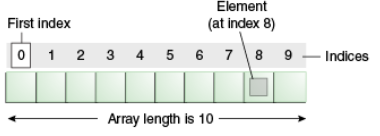 Element
First index
(at index 8)
0 1 2 3 4 5 6 7 8 9 Indices
Array length is 10